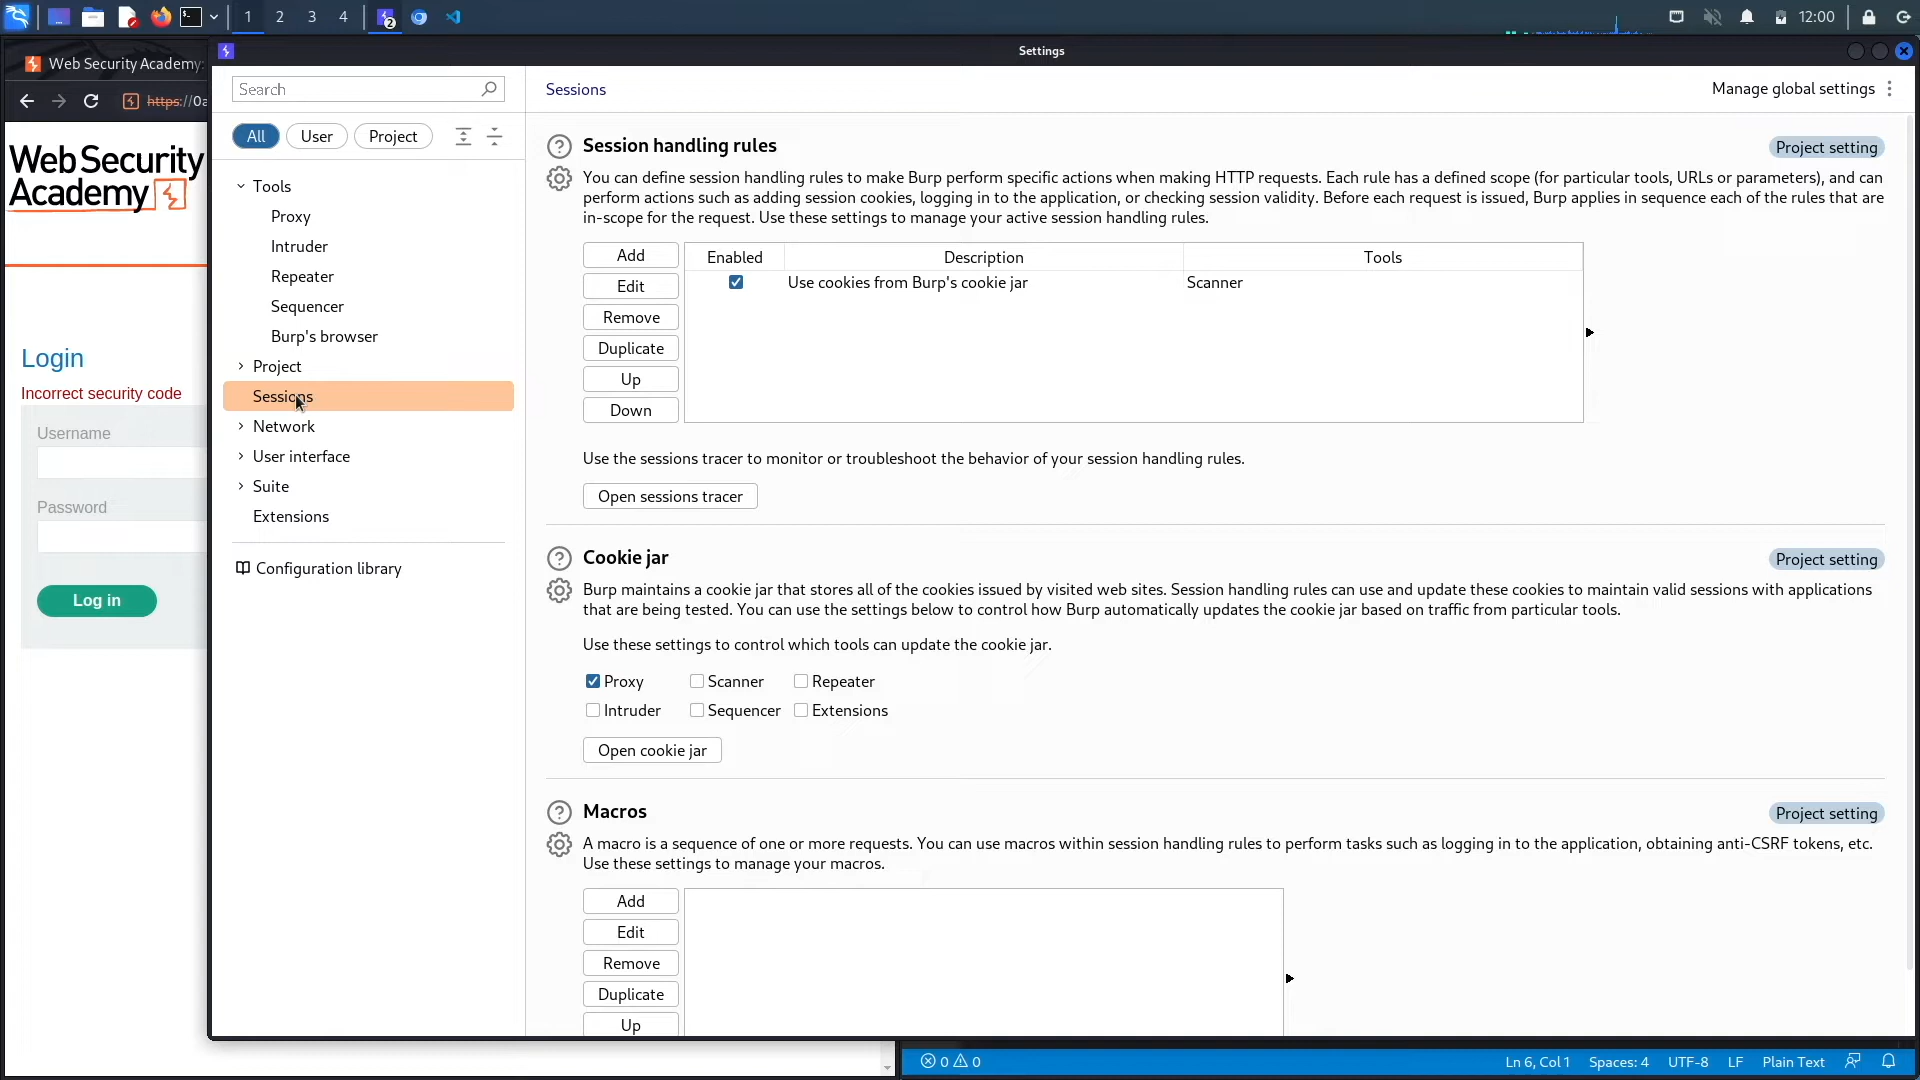 1 2 3 4 2 12:00
Web Security Academy:
Settings
https://0a
Web Security
Academy
Login
Incorrect security code
Username
Password
Log in
Search
All User Project
Tools
Proxy
Intruder
Repeater
Sequencer
Burp's browser
Project
Sessions
Network
User interface
Suite
Extensions
Configuration library
Sessions
Manage global settings
Session handling rules
Project setting
You can define session handling rules to make Burp perform specific actions when making HTTP requests. Each rule has a defined scope (for particular tools, URLs or parameters), and can
perform actions such as adding session cookies, logging in to the application, or checking session validity. Before each request is issued, Burp applies in sequence each of the rules that are
in-scope for the request. Use these settings to manage your active session handling rules.
Add
Edit
Remove
Duplicate
Up
Down
Enabled Description Tools
Use cookies from Burp's cookie jar Scanner
Use the sessions tracer to monitor or troubleshoot the behavior of your session handling rules.
Open sessions tracer
Cookie jar
Project setting
Burp maintains a cookie jar that stores all of the cookies issued by visited web sites. Session handling rules can use and update these cookies to maintain valid sessions with applications
that are being tested. You can use the settings below to control how Burp automatically updates the cookie jar based on traffic from particular tools.
Use these settings to control which tools can update the cookie jar.
Proxy Scanner Repeater
Intruder Sequencer Extensions
Open cookie jar
Macros
Project setting
A macro is a sequence of one or more requests. You can use macros within session handling rules to perform tasks such as logging in to the application, obtaining anti-CSRF tokens, etc.
Use these settings to manage your macros.
Add
Edit
Remove
Duplicate
Up
0 0 Ln 6, Col 1 Spaces: 4 UTF-8 LF Plain Text